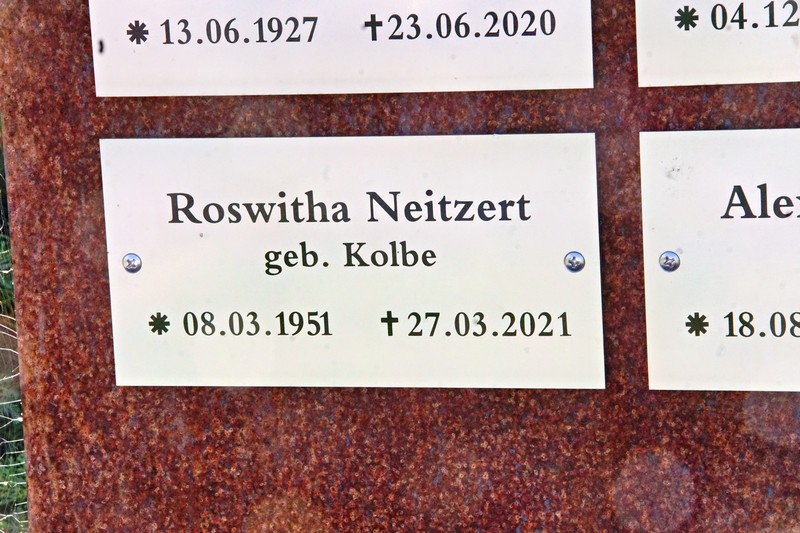 * 13.06.1927 †23.06.2020
* 04.12
Roswitha Neitzert
geb. Kolbe
* 08.03.1951 †27.03.2021
* 18.08